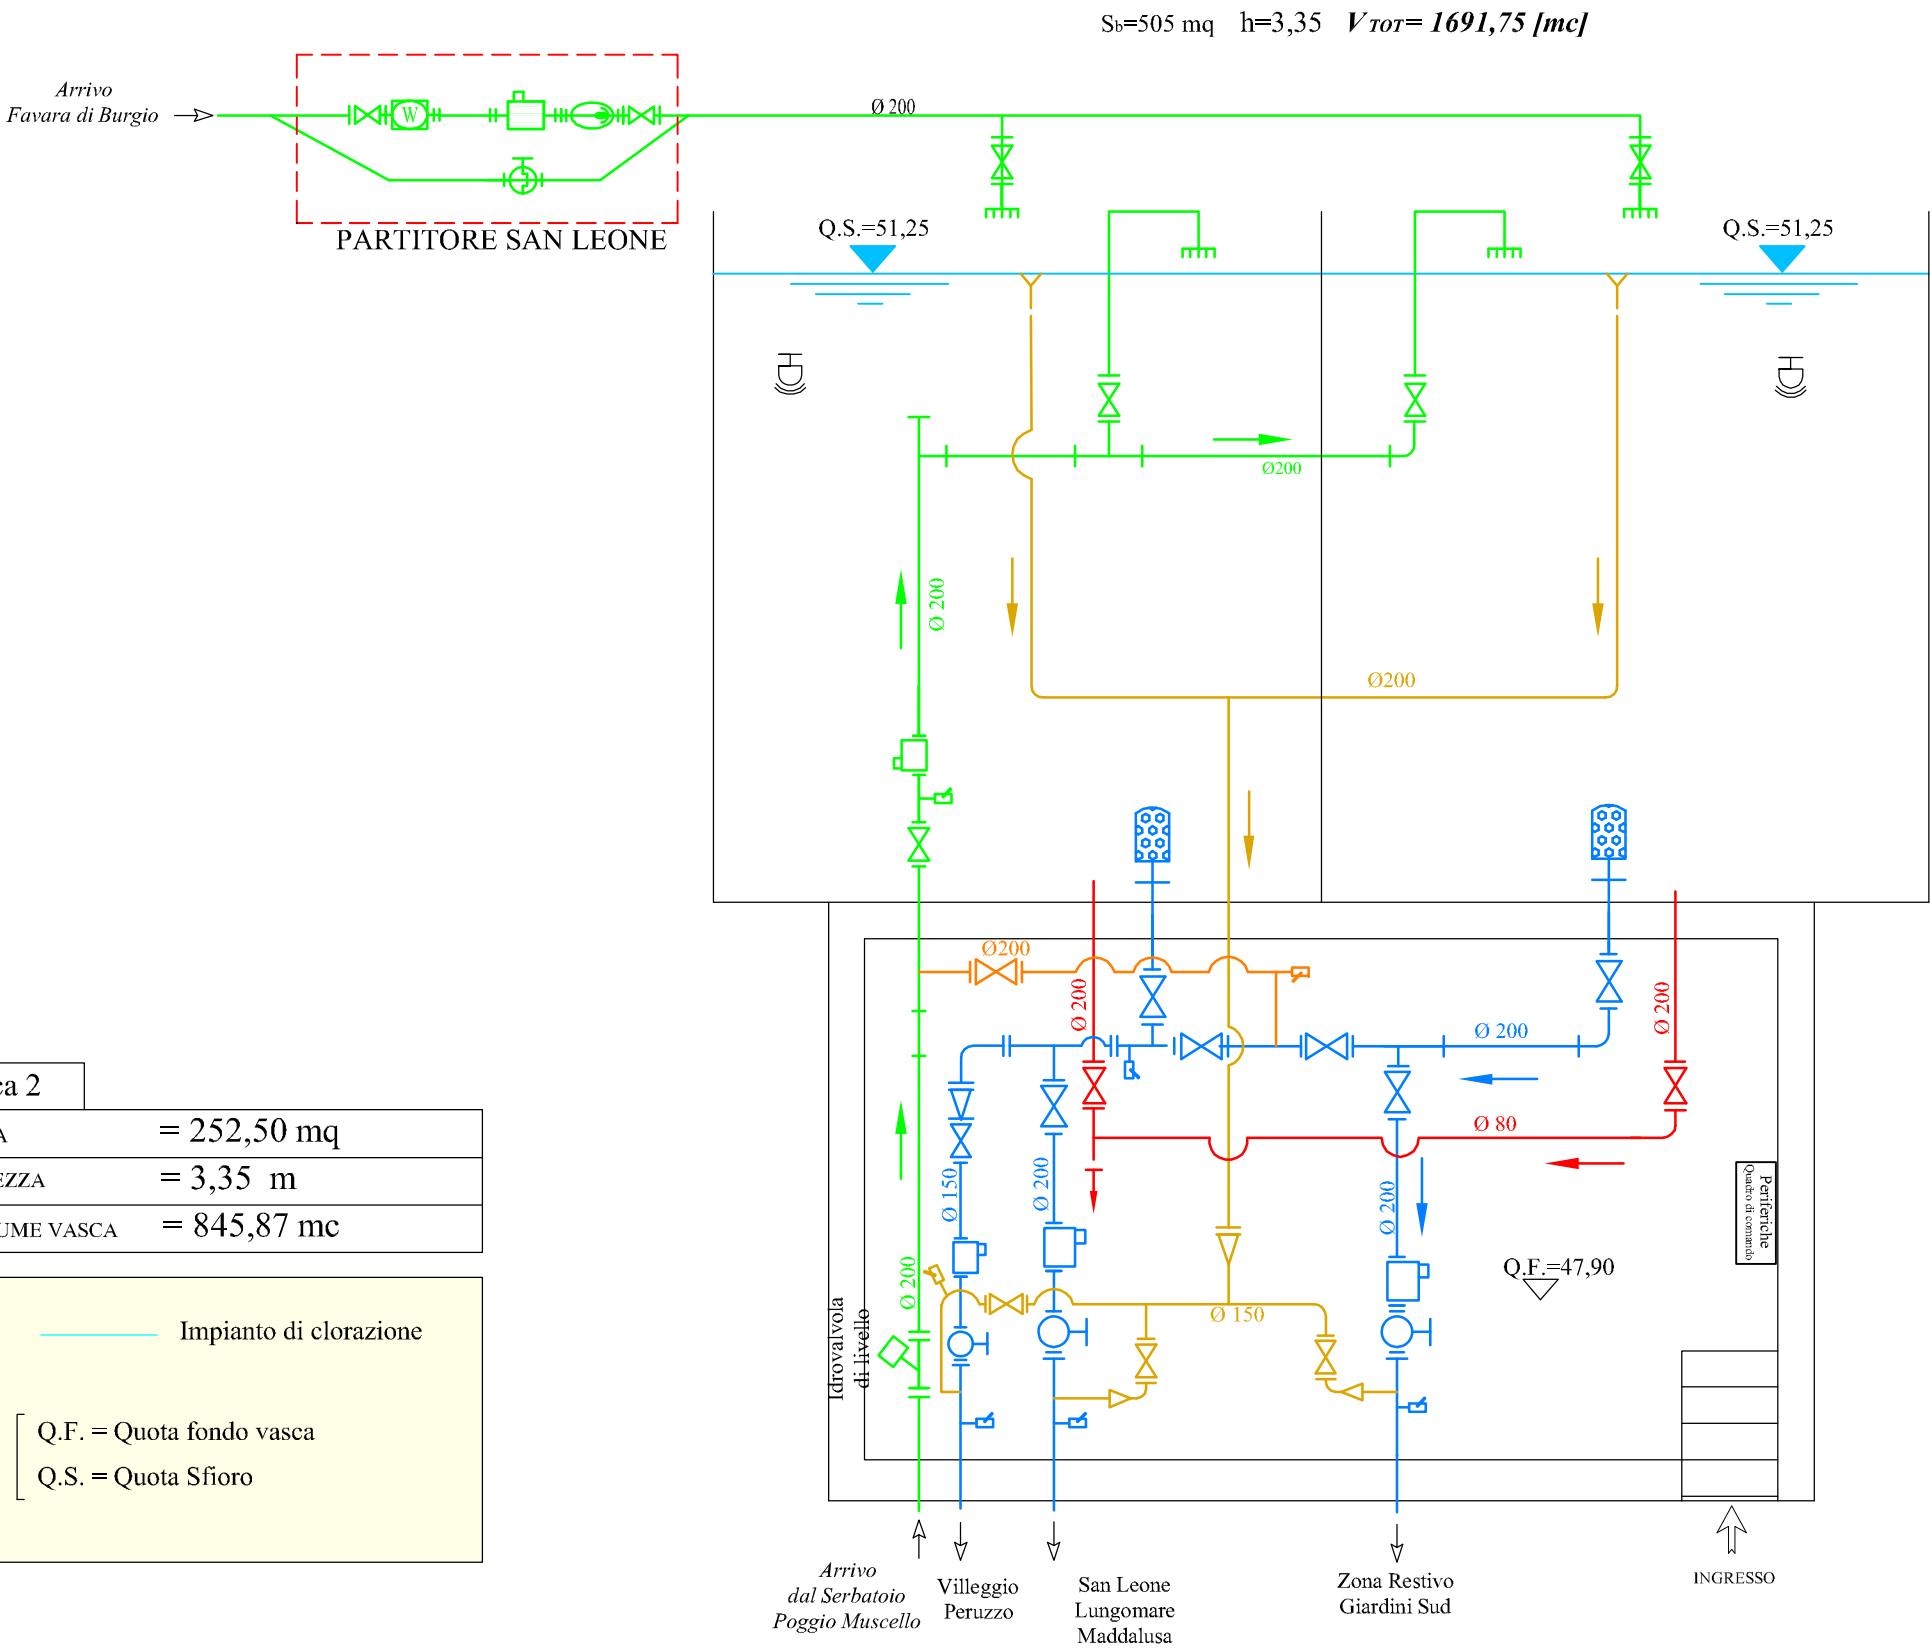 Sb=505 mq h=3,35 VTOT= 1691,75 [mc]
Arrivo
Favara di Burgio
W
Ø 200
PARTITORE SAN LEONE
Q.S.=51,25
Q.S.=51,25
Ø200
Ø 200
Ø200
Ø200
Ø 200
Ø 200
Ø 200
Ø 80
Ø 150
Ø 200
Ø 200
Ø 200
Ø 150
Q.F.=47,90
Periferiche
Quadro di comando
Idrovalvola
di livello
ca 2
A = 252,50 mq
EZZA = 3,35 m
UME VASCA = 845,87 mc
Impianto di clorazione
Q.F. = Quota fondo vasca
Q.S. = Quota Sfioro
Arrivo
dal Serbatoio
Poggio Muscello
Villeggio
Peruzzo
San Leone
Lungomare
Maddalusa
Zona Restivo
Giardini Sud
INGRESSO